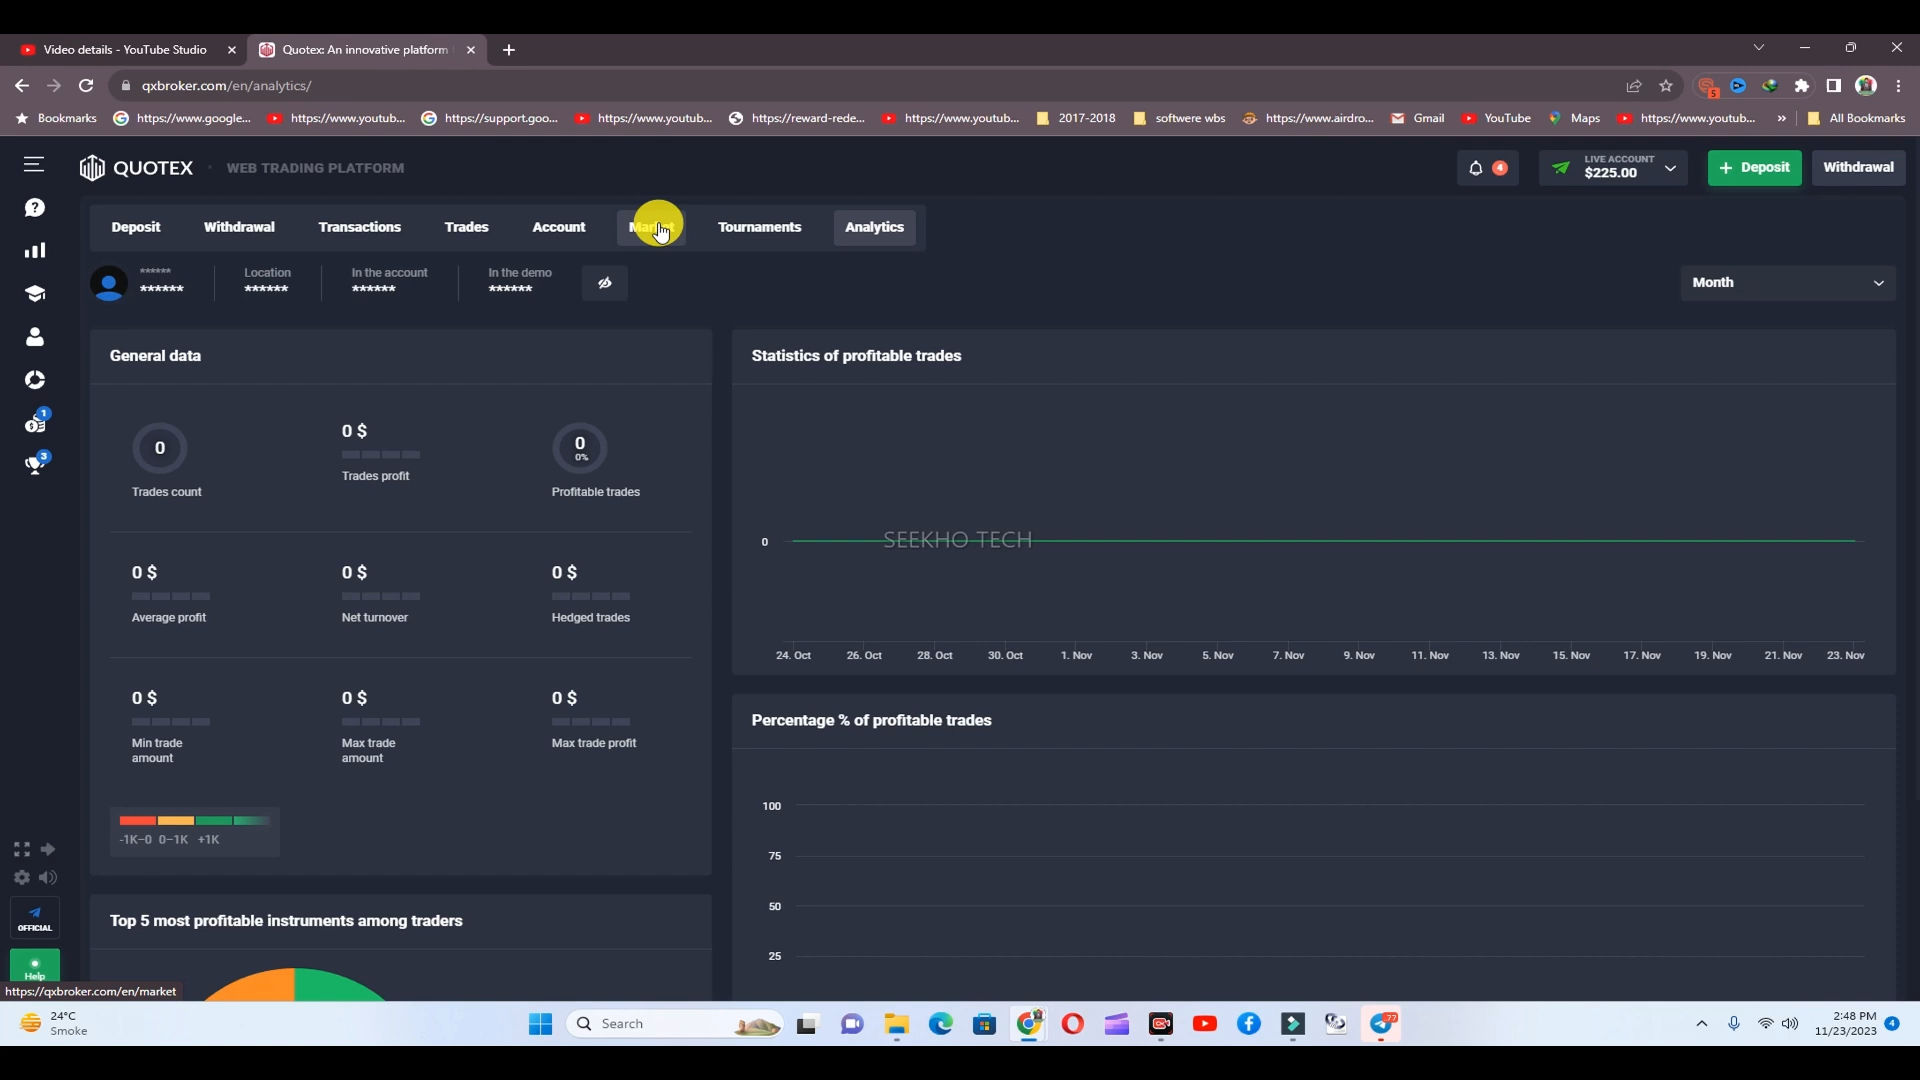 Video details - YouTube Studio
Quotex: An innovative platform
qxbroker.com/en/analytics/
Bookmarks
https://www.google...
https://www.youtub...
https://support.goo...
https://www.youtub...
https://reward-rede...
https://www.youtub...
2017-2018
softwere wbs
https://www.airdro...
Gmail
YouTube
Maps
https://www.youtub...
»
All Bookmarks
5
QUOTEX
WEB TRADING PLATFORM
4
LIVE ACCOUNT
$225.00
+ Deposit
Withdrawal
Deposit
Withdrawal
Transactions
Trades
Account
Market
Tournaments
Analytics
******
******
Location
******
In the account
******
In the demo
******
Month
1
3
General data
0
Trades count
0 $
Trades profit
0
0%
Profitable trades
0 $
Average profit
0 $
Net turnover
0 $
Hedged trades
0 $
Min trade
amount
0 $
Max trade
amount
0 $
Max trade profit
-1K–0 0–1K +1K
Top 5 most profitable instruments among traders
Statistics of profitable trades
0
SEEKHO TECH
24. Oct 26. Oct 28. Oct 30. Oct 1. Nov 3. Nov 5. Nov 7. Nov 9. Nov 11. Nov 13. Nov 15. Nov 17. Nov 19. Nov 21. Nov 23. Nov
Percentage % of profitable trades
100
75
50
25
OFFICIAL
Help
https://qxbroker.com/en/market
24°C
Smoke
Search
77
2:48 PM
11/23/2023
4